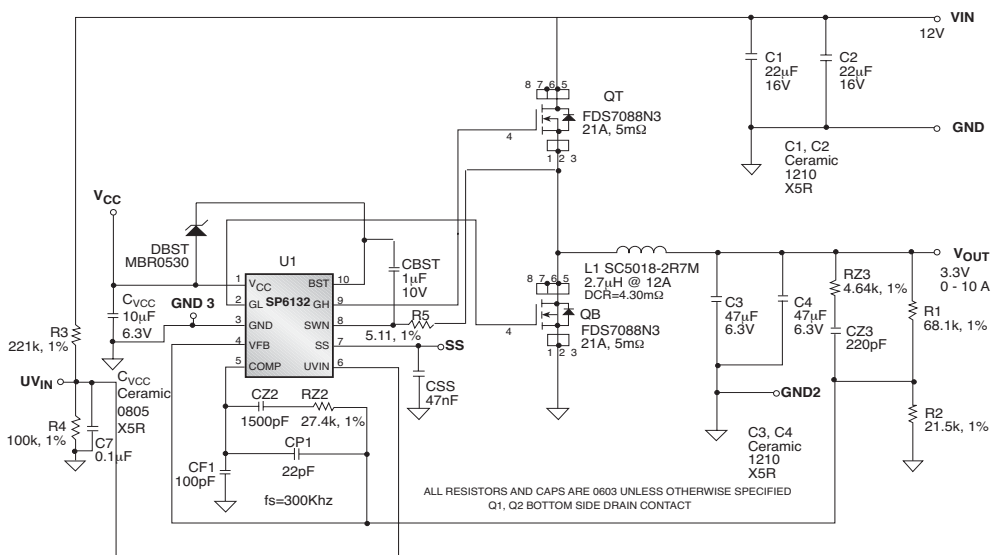 VIN
12V
C1
22μF
16V
C2
22μF
16V
8 7 6 5
QT
FDS7088N3
21A, 5mΩ
4
1 2 3
GND
C1, C2
Ceramic
1210
X5R
VCC
DBST
MBR0530
U1
SP6132
1 VCC
2 GL
3 GND
4 VFB
5 COMP
BST 10
GH 9
SWN 8
SS 7
UVIN 6
CBST
1μF
10V
R5
5.11, 1%
SS
CSS
47nF
CVCC
10μF
6.3V
GND 3
R3
221k, 1%
UVIN
CVCC
Ceramic
0805
X5R
R4
100k, 1%
C7
0.1μF
CZ2
1500pF
RZ2
27.4k, 1%
CP1
22pF
CF1
100pF
fs=300Khz
L1 SC5018-2R7M
2.7μH @ 12A
DCR=4.30mΩ
8 7 6 5
QB
FDS7088N3
21A, 5mΩ
4
1 2 3
VOUT
3.3V
0 - 10 A
C3
47μF
6.3V
C4
47μF
6.3V
RZ3
4.64k, 1%
CZ3
220pF
R1
68.1k, 1%
R2
21.5k, 1%
GND2
C3, C4
Ceramic
1210
X5R
ALL RESISTORS AND CAPS ARE 0603 UNLESS OTHERWISE SPECIFIED
Q1, Q2 BOTTOM SIDE DRAIN CONTACT